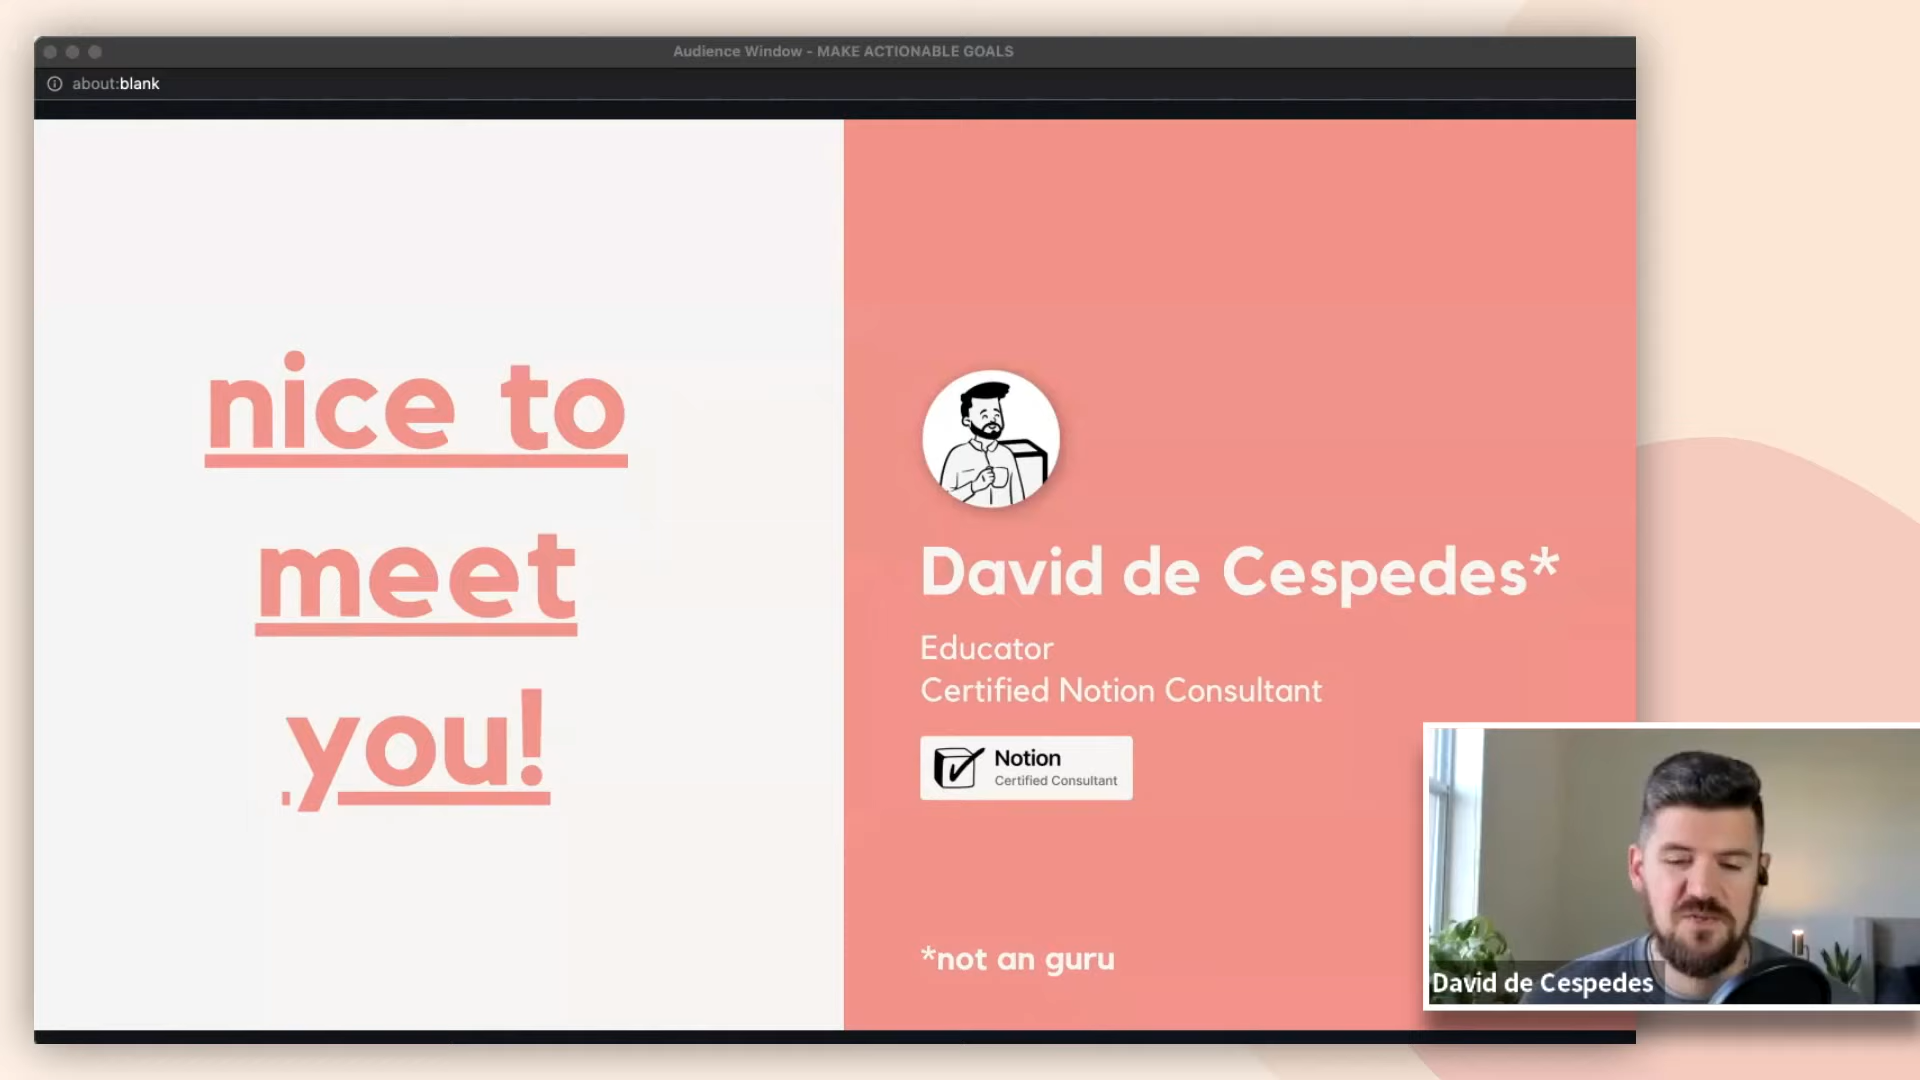 Audience Window - MAKE ACTIONABLE GOALS
about:blank
nice to
meet
you!
David de Cespedes*
Educator
Certified Notion Consultant
Notion
Certified Consultant
*not an guru
David de Cespedes